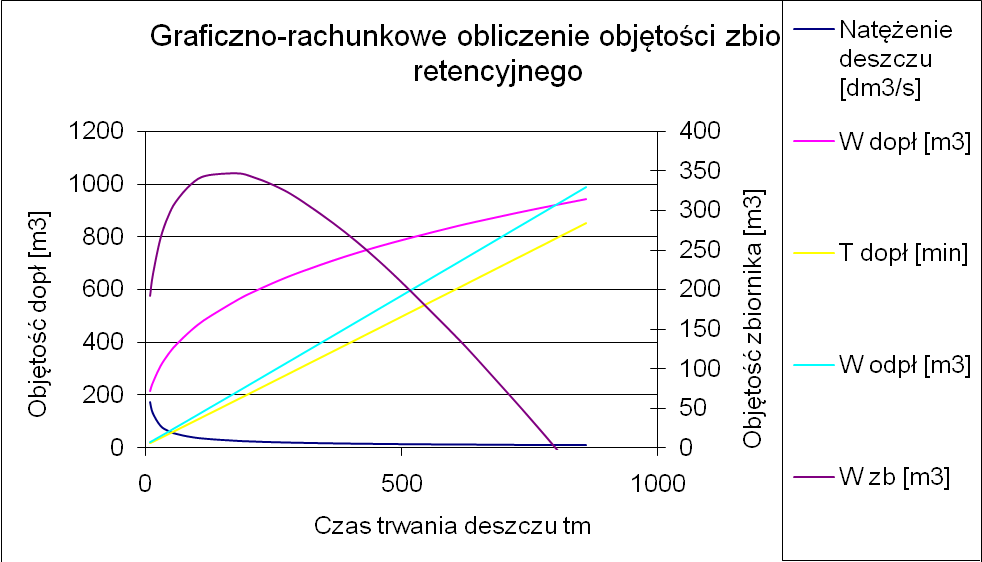 Graficzno-rachunkowe obliczenie objętości zbio
retencyjnego
Objętość dopł [m3]
1200
1000
800
600
400
200
0
400
350
300
250
200
150
100
50
0
Objętość zbiornika [m3]
0
500
1000
Czas trwania deszczu tm
Natężenie
deszczu
[dm3/s]
W dopł [m3]
T dopł [min]
W odpł [m3]
W zb [m3]